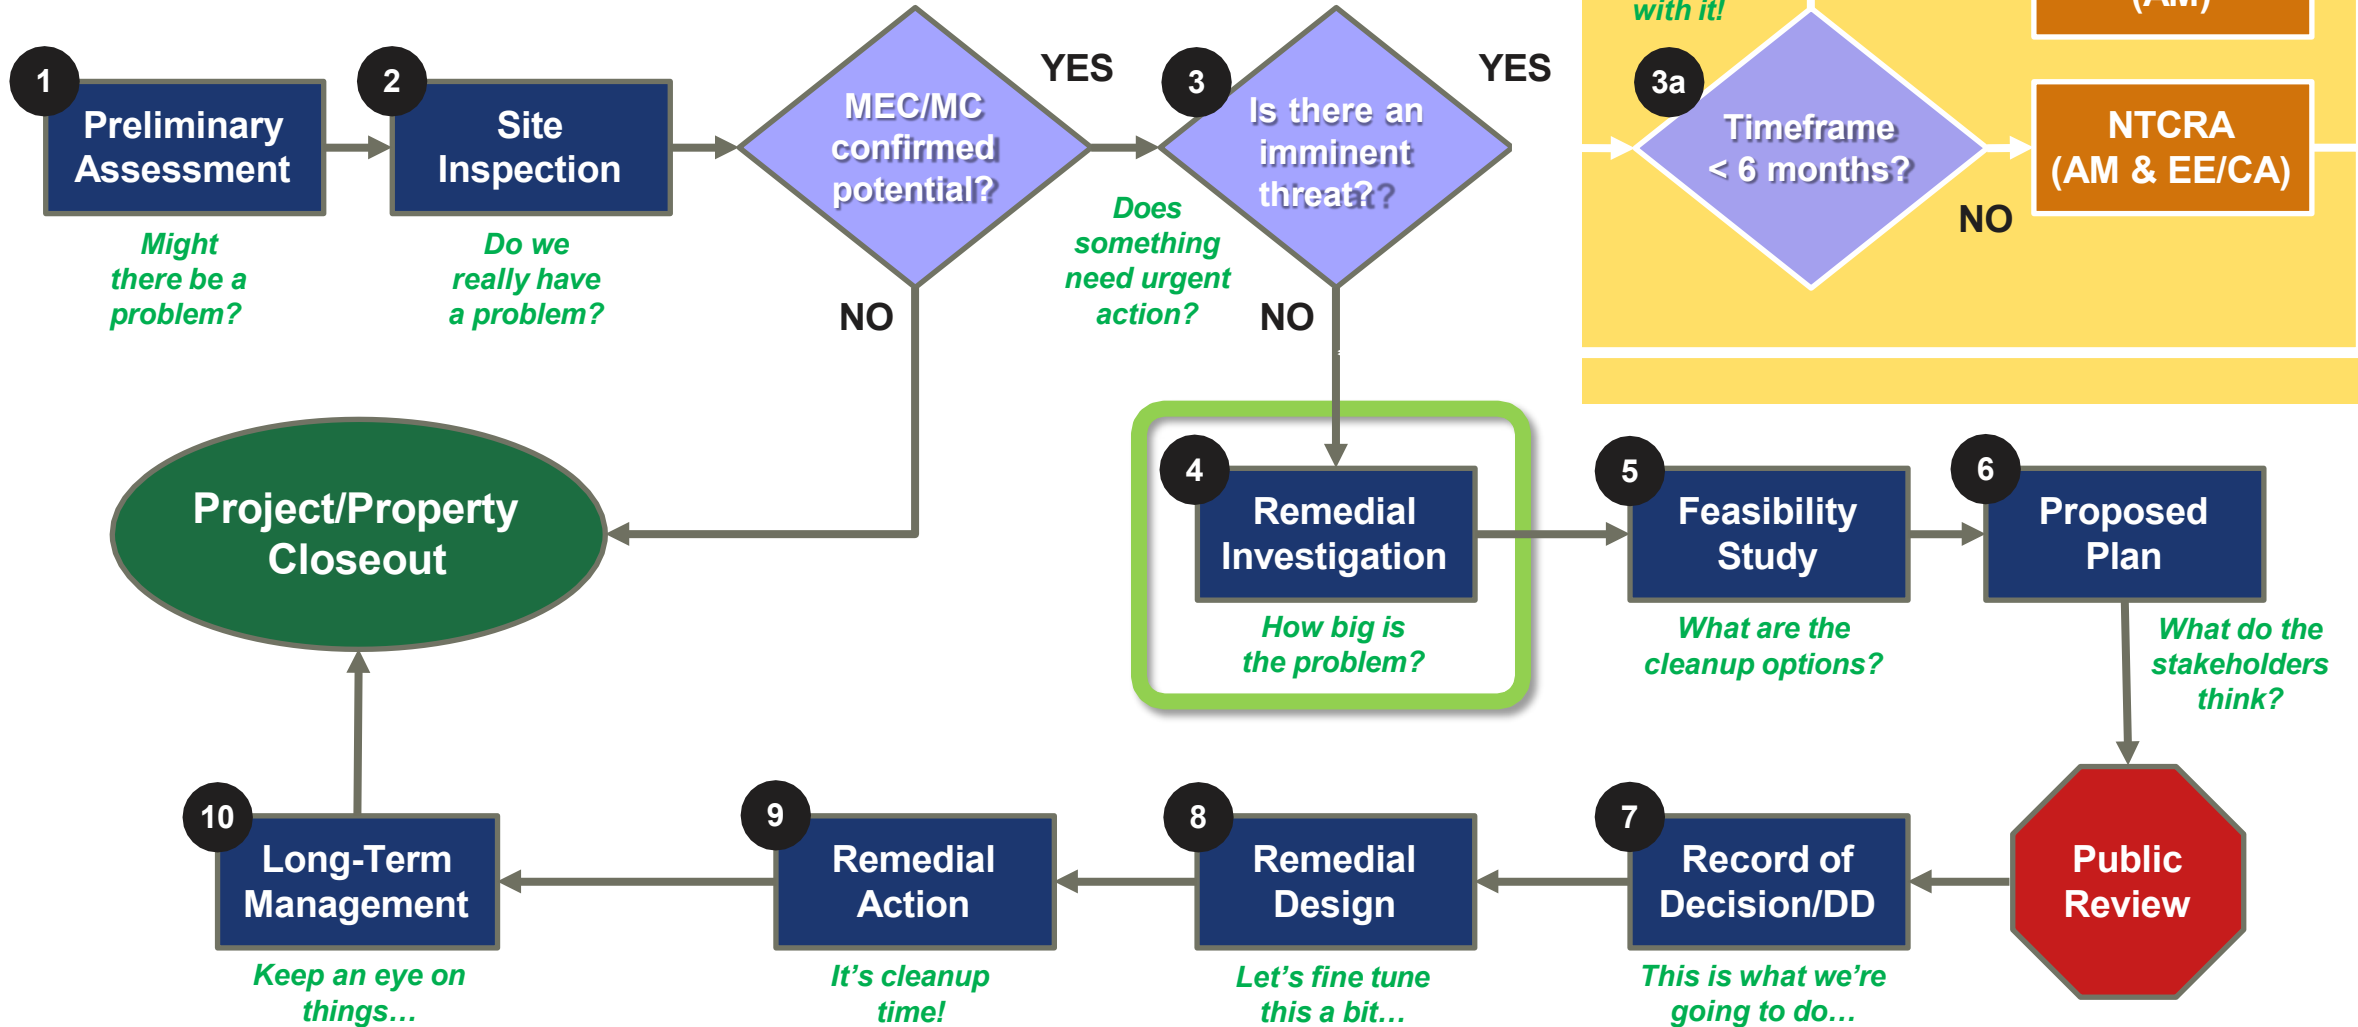 with it!
(AM)
1
Preliminary
Assessment
Might
there be a
problem?
2
Site
Inspection
Do we
really have
a problem?
MEC/MC
confirmed
potential?
YES
NO
3
Is there an
imminent
threat?
Does
something
need urgent
action?
YES
NO
3a
Timeframe
< 6 months?
NO
NTCRA
(AM & EE/CA)
Project/Property
Closeout
4
Remedial
Investigation
How big is
the problem?
5
Feasibility
Study
What are the
cleanup options?
6
Proposed
Plan
What do the
stakeholders
think?
10
Long-Term
Management
Keep an eye on
things…
9
Remedial
Action
It’s cleanup
time!
8
Remedial
Design
Let’s fine tune
this a bit…
7
Record of
Decision/DD
This is what we’re
going to do…
Public
Review